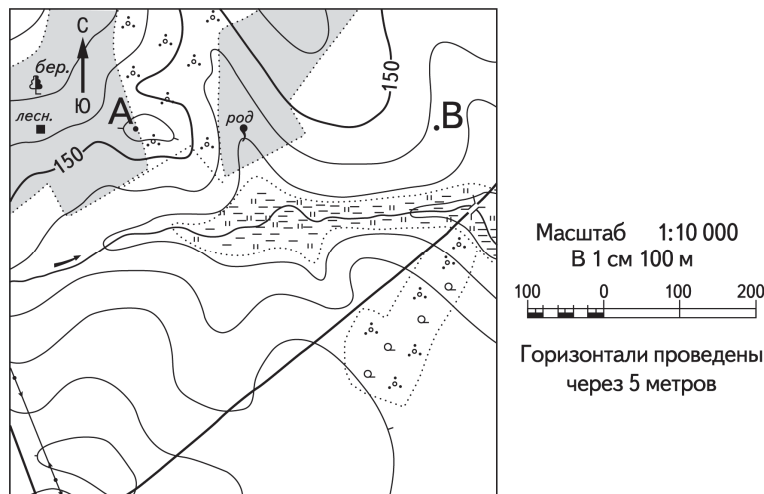 С
Ю
бер.
лесн.
А
род
150
В
150
Масштаб 1:10 000
В 1 см 100 м
100 0 100 200
Горизонтали проведены
через 5 метров